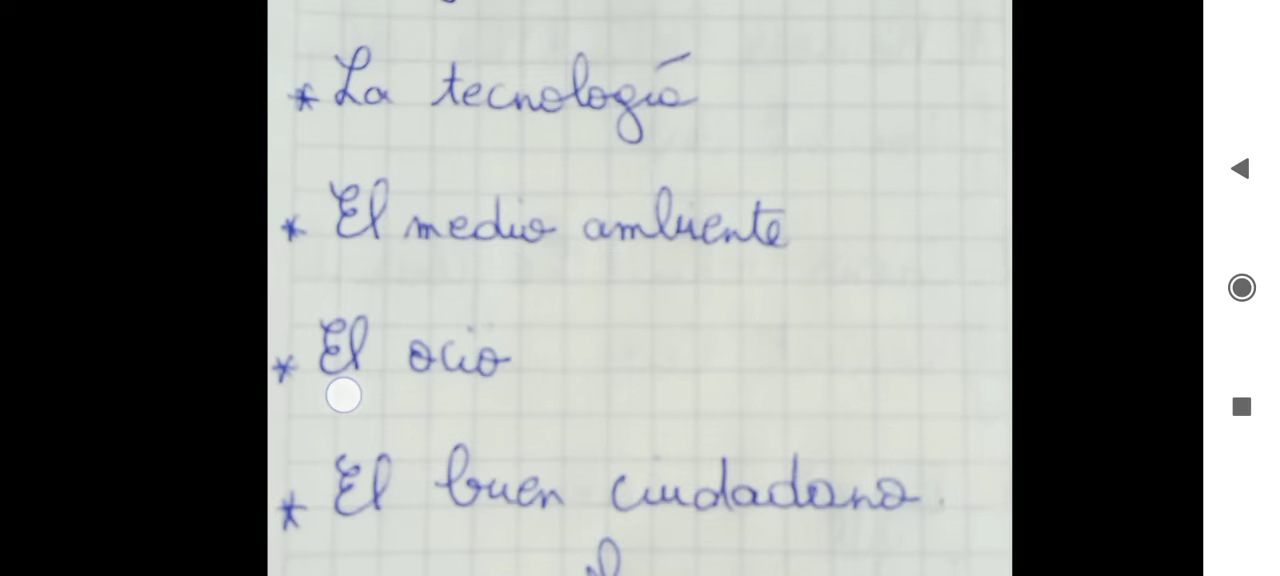 * La tecnología
* El medio ambiente
* El ocio
* El buen ciudadano.